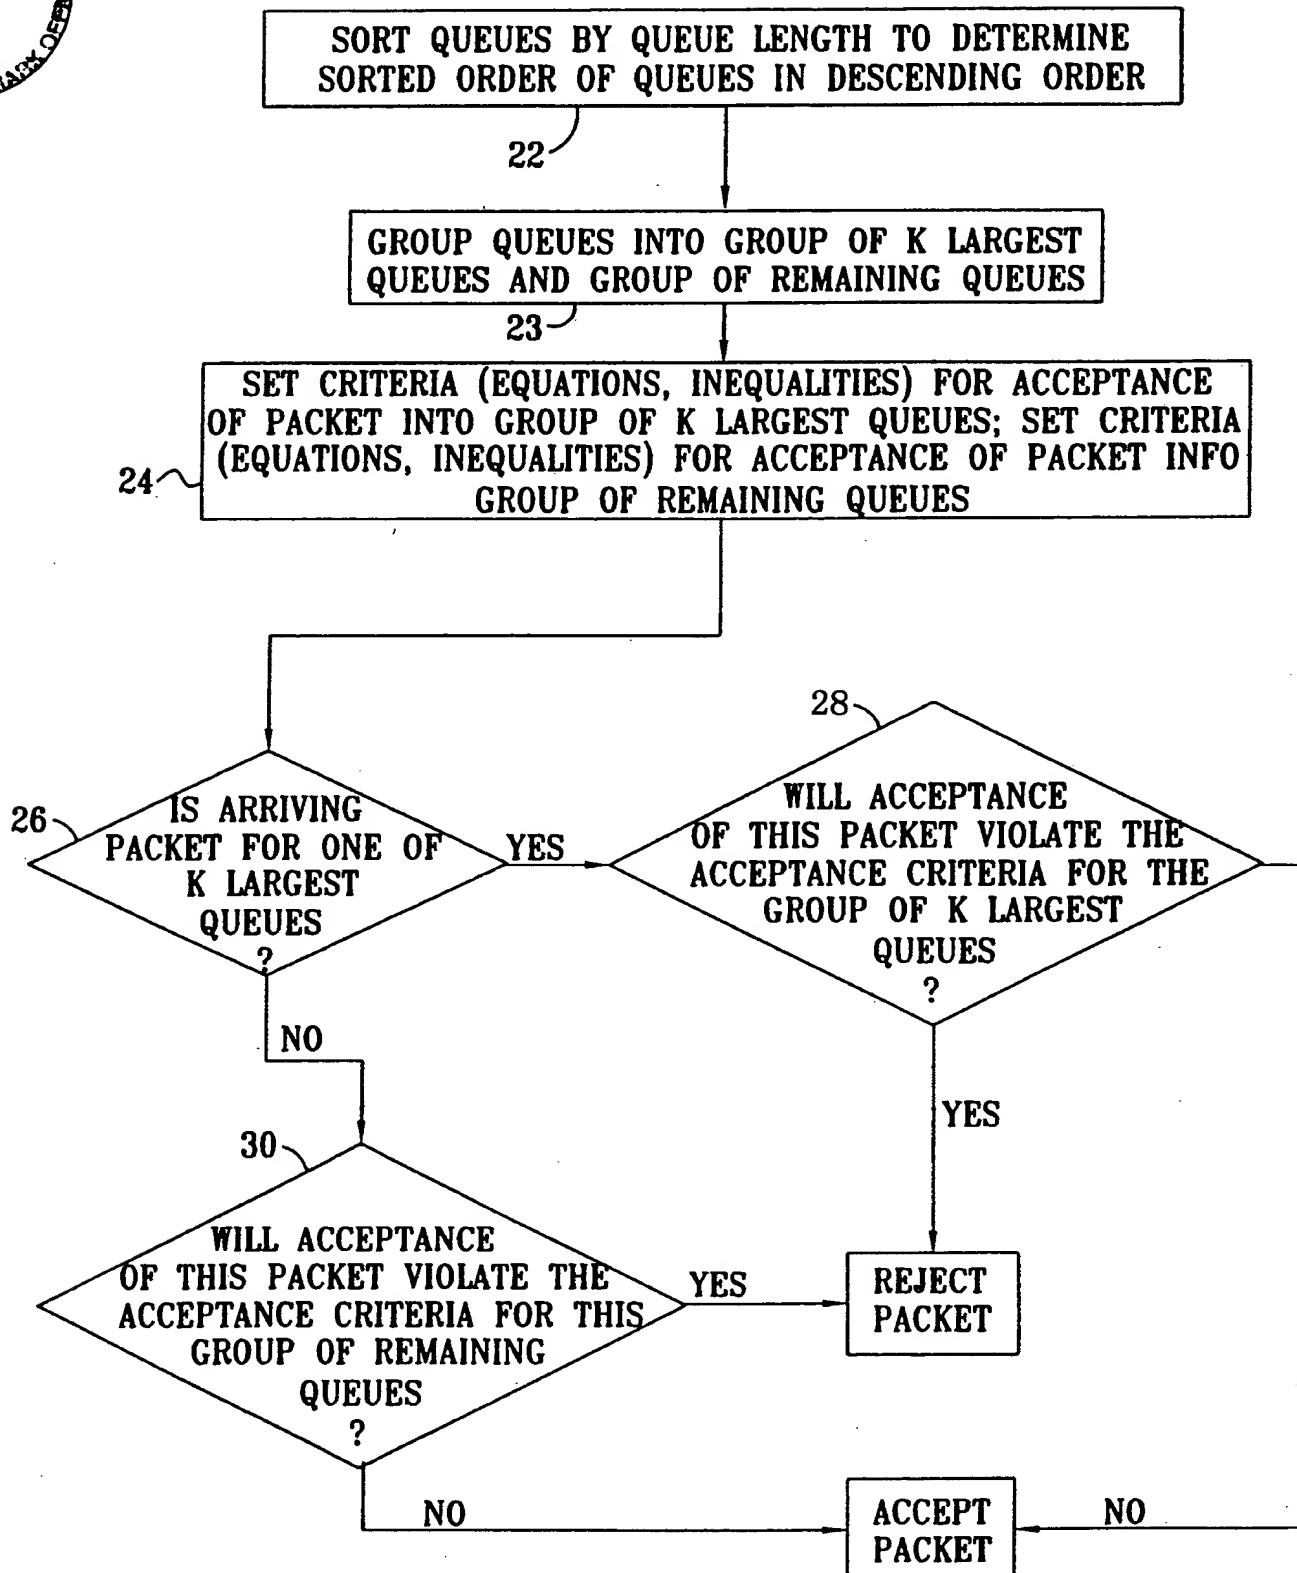 SORT QUEUES BY QUEUE LENGTH TO DETERMINE
SORTED ORDER OF QUEUES IN DESCENDING ORDER
22
GROUP QUEUES INTO GROUP OF K LARGEST
QUEUES AND GROUP OF REMAINING QUEUES
23
SET CRITERIA (EQUATIONS, INEQUALITIES) FOR ACCEPTANCE
OF PACKET INTO GROUP OF K LARGEST QUEUES; SET CRITERIA
(EQUATIONS, INEQUALITIES) FOR ACCEPTANCE OF PACKET INFO
GROUP OF REMAINING QUEUES
24
26
IS ARRIVING
PACKET FOR ONE OF
K LARGEST
QUEUES
?
YES
28
WILL ACCEPTANCE
OF THIS PACKET VIOLATE THE
ACCEPTANCE CRITERIA FOR THE
GROUP OF K LARGEST
QUEUES
?
NO
YES
30
WILL ACCEPTANCE
OF THIS PACKET VIOLATE THE
ACCEPTANCE CRITERIA FOR THIS
GROUP OF REMAINING
QUEUES
?
YES
REJECT
PACKET
NO
ACCEPT
PACKET
NO